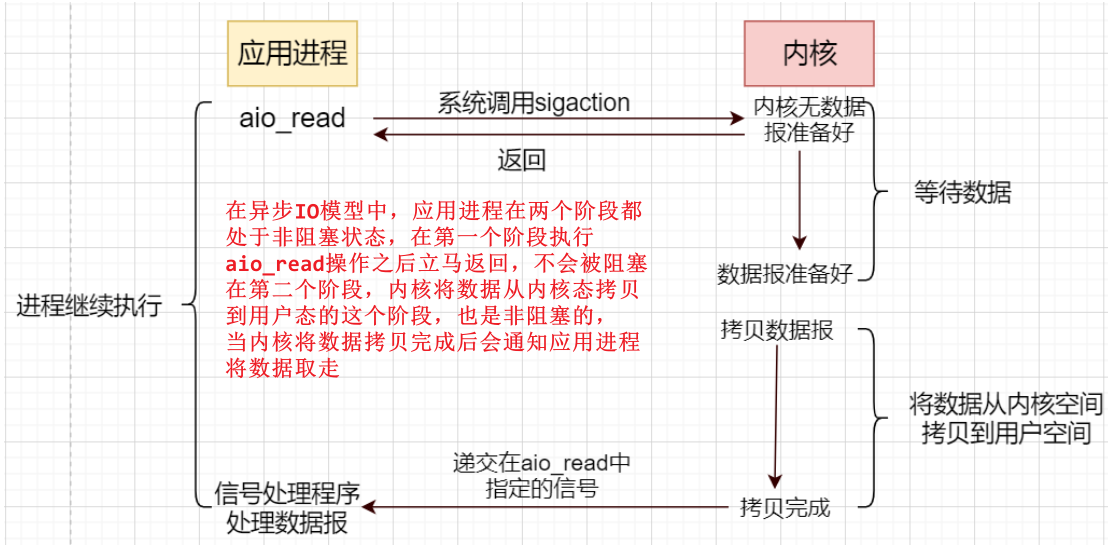 应用进程
内核
aio_read
系统调用sigaction
返回
内核无数据
报准备好
等待数据
数据报准备好
在异步IO模型中，应用进程在两个阶段都
处于非阻塞状态，在第一个阶段执行
aio_read操作之后立马返回，不会被阻塞
在第二个阶段，内核将数据从内核态拷贝
到用户态的这个阶段，也是非阻塞的，
当内核将数据拷贝完成后会通知应用进程
将数据取走
进程继续执行
拷贝数据报
将数据从内核空间
拷贝到用户空间
递交在aio_read中
指定的信号
信号处理程序
处理数据报
拷贝完成